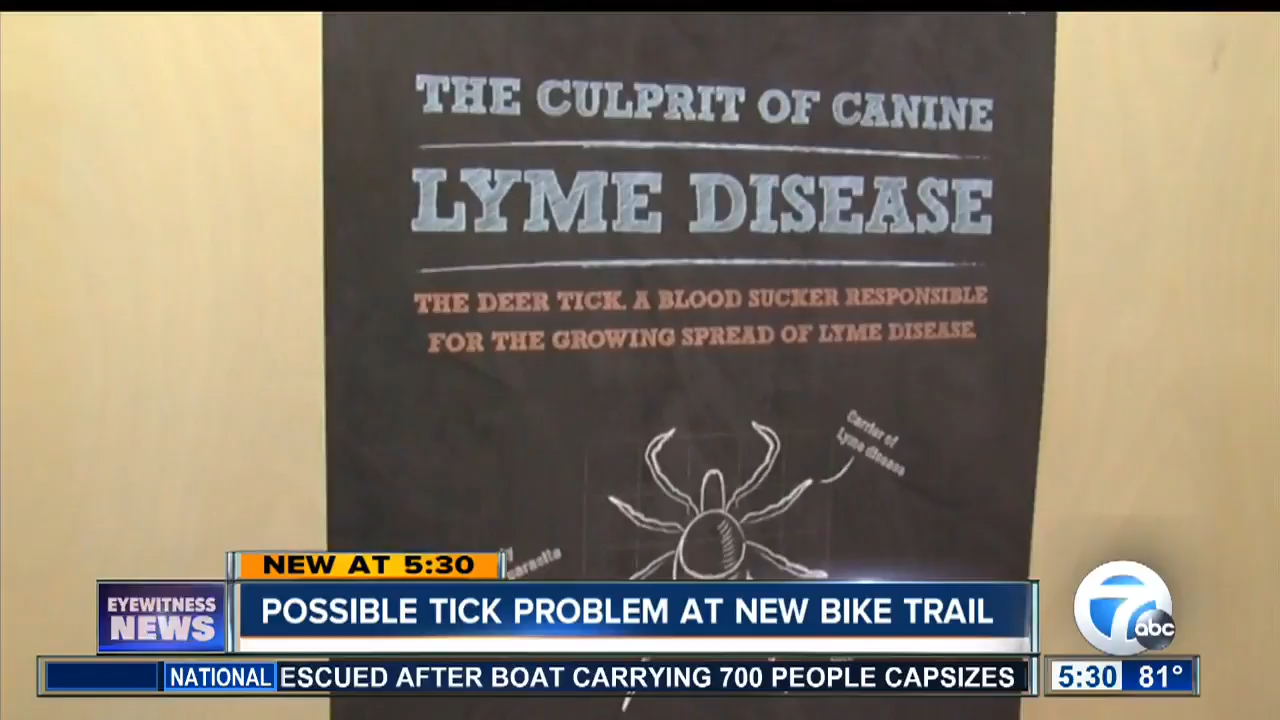 THE CULPRIT OF CANINE
LYME DISEASE
THE DEER TICK. A BLOOD SUCKER RESPONSIBLE
FOR THE GROWING SPREAD OF LYME DISEASE.
Carrier of
Lyme disease
parasite
NEW AT 5:30
EYEWITNESS
NEWS
POSSIBLE TICK PROBLEM AT NEW BIKE TRAIL
7
abc
NATIONAL ESCUED AFTER BOAT CARRYING 700 PEOPLE CAPSIZES
5:30 81°